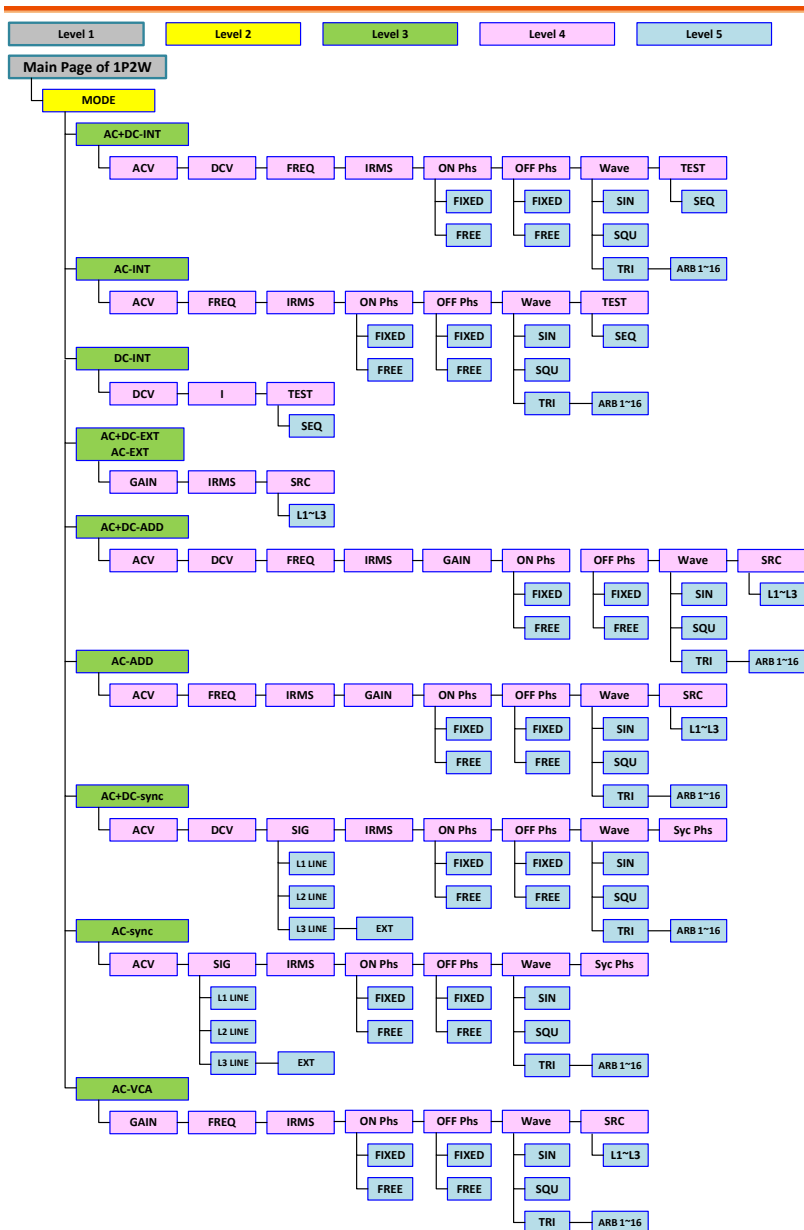 Level 1 Level 2 Level 3 Level 4 Level 5
Main Page of 1P2W
MODE
AC+DC-INT
ACV DCV FREQ IRMS ON Phs OFF Phs Wave TEST
FIXED FIXED SIN SEQ
FREE FREE SQU
TRI ARB 1~16
AC-INT
ACV FREQ IRMS ON Phs OFF Phs Wave TEST
FIXED FIXED SIN SEQ
FREE FREE SQU
TRI ARB 1~16
DC-INT
DCV I TEST
SEQ
AC+DC-EXT
AC-EXT
GAIN IRMS SRC
L1~L3
AC+DC-ADD
ACV DCV FREQ IRMS GAIN ON Phs OFF Phs Wave SRC
FIXED FIXED SIN L1~L3
FREE FREE SQU
TRI ARB 1~16
AC-ADD
ACV FREQ IRMS GAIN ON Phs OFF Phs Wave SRC
FIXED FIXED SIN L1~L3
FREE FREE SQU
TRI ARB 1~16
AC+DC-sync
ACV DCV SIG IRMS ON Phs OFF Phs Wave Syc Phs
L1 LINE FIXED FIXED SIN
L2 LINE FREE FREE SQU
L3 LINE EXT TRI ARB 1~16
AC-sync
ACV SIG IRMS ON Phs OFF Phs Wave Syc Phs
L1 LINE FIXED FIXED SIN
L2 LINE FREE FREE SQU
L3 LINE EXT TRI ARB 1~16
AC-VCA
GAIN FREQ IRMS ON Phs OFF Phs Wave SRC
FIXED FIXED SIN L1~L3
FREE FREE SQU
TRI ARB 1~16